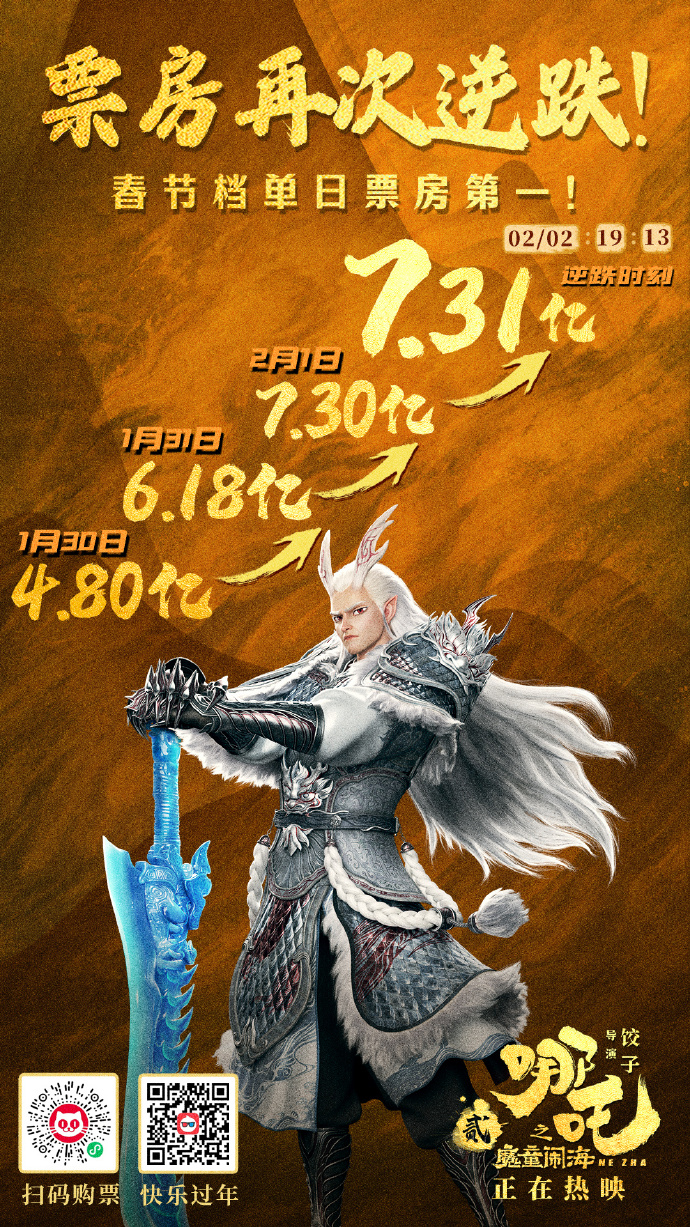 票房再次逆跌!
春节档单日票房第一!
02/02:19:13
逆跌时刻
7.31亿
2月1日
7.30亿
1月31日
6.18亿
1月30日
4.80亿
导演
饺子
哪吒
贰
之
魔童闹海
NE ZHA
正在热映
扫码购票
快乐过年